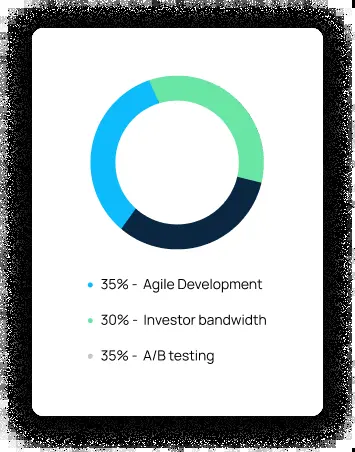 35% - Agile Development
30% - Investor bandwidth
35% - A/B testing